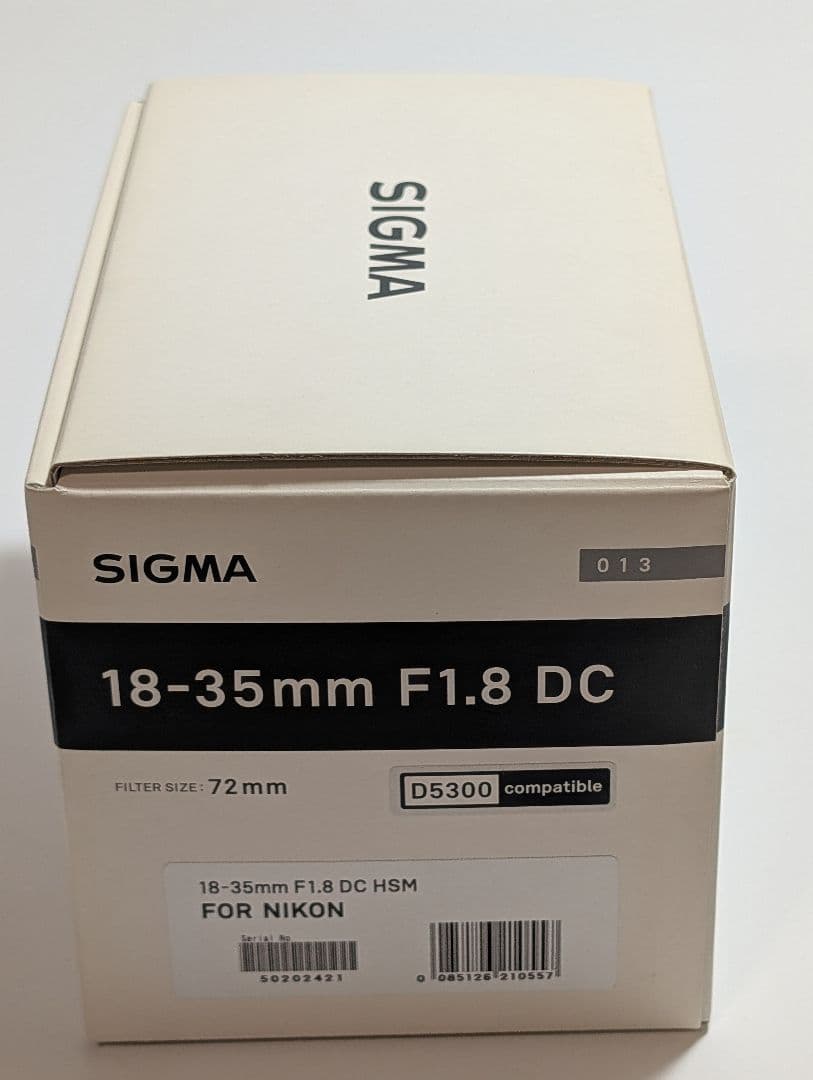 SIGMA
SIGMA
013
18-35mm F1.8 DC
FILTER SIZE: 72mm
D5300 compatible
18-35mm F1.8 DC HSM
FOR NIKON
Serial No
50202421
0 085126 210557